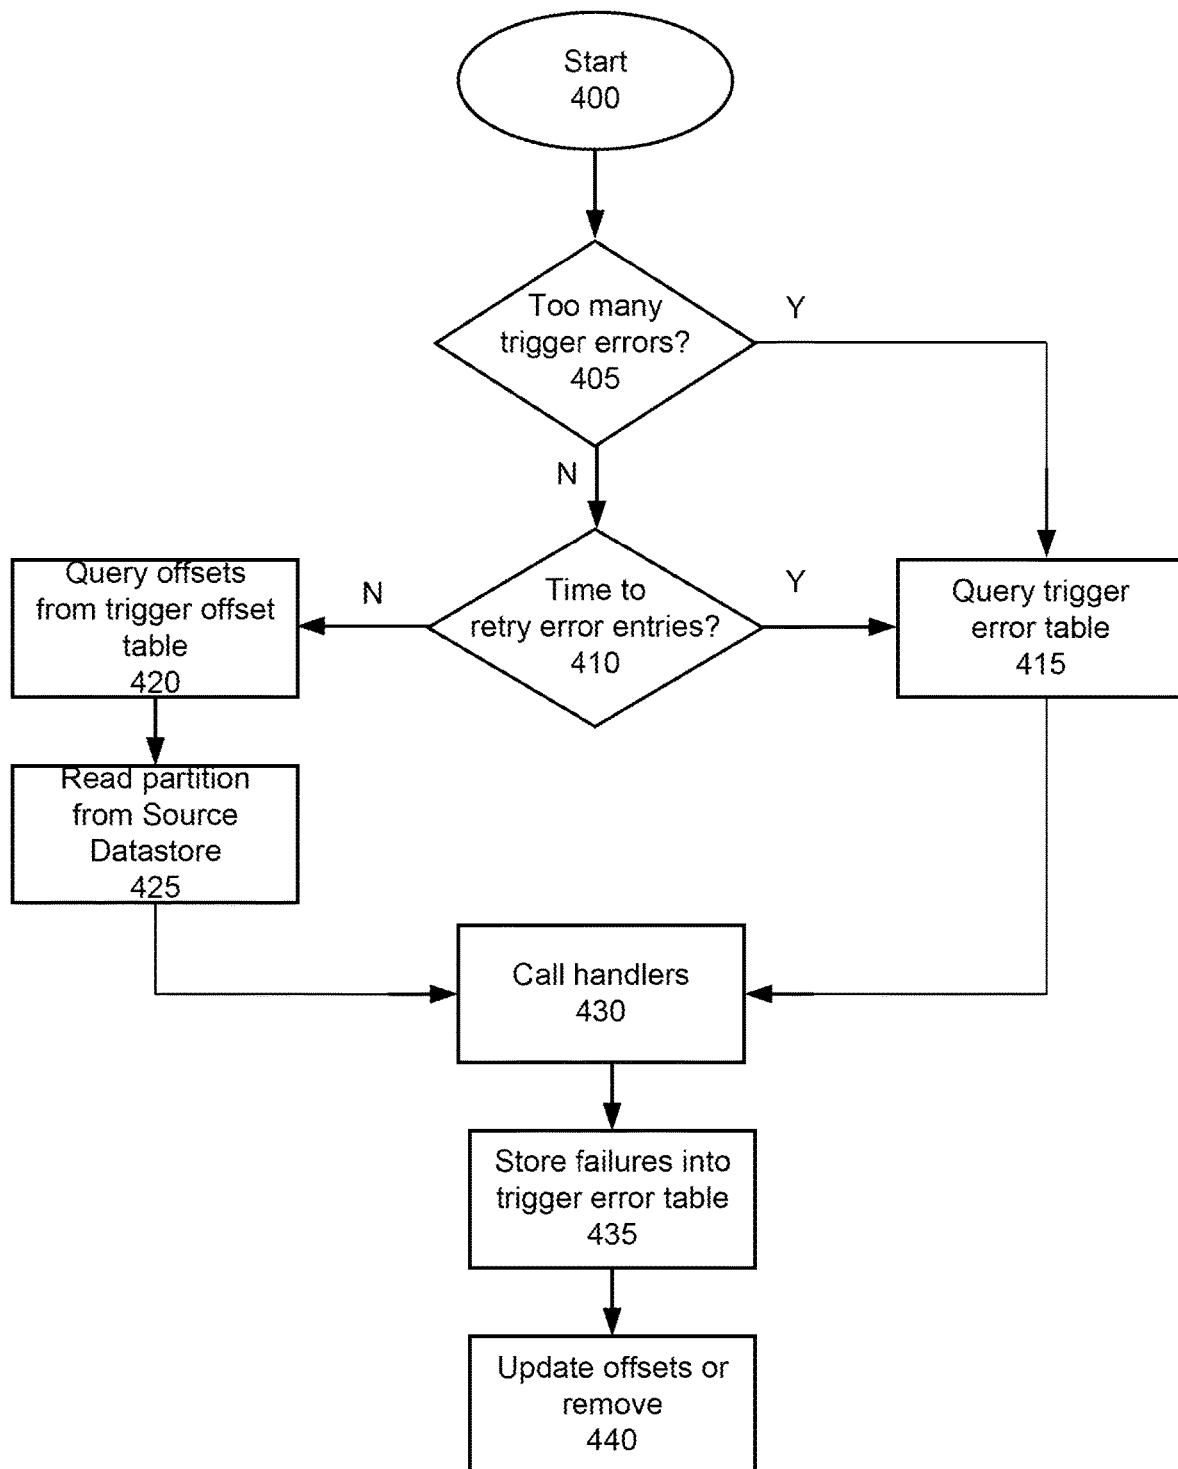 Start
400
Too many
trigger errors?
405
Y
N
Time to
retry error entries?
410
N
Y
Query offsets
from trigger offset
table
420
Query trigger
error table
415
Read partition
from Source
Datastore
425
Call handlers
430
Store failures into
trigger error table
435
Update offsets or
remove
440